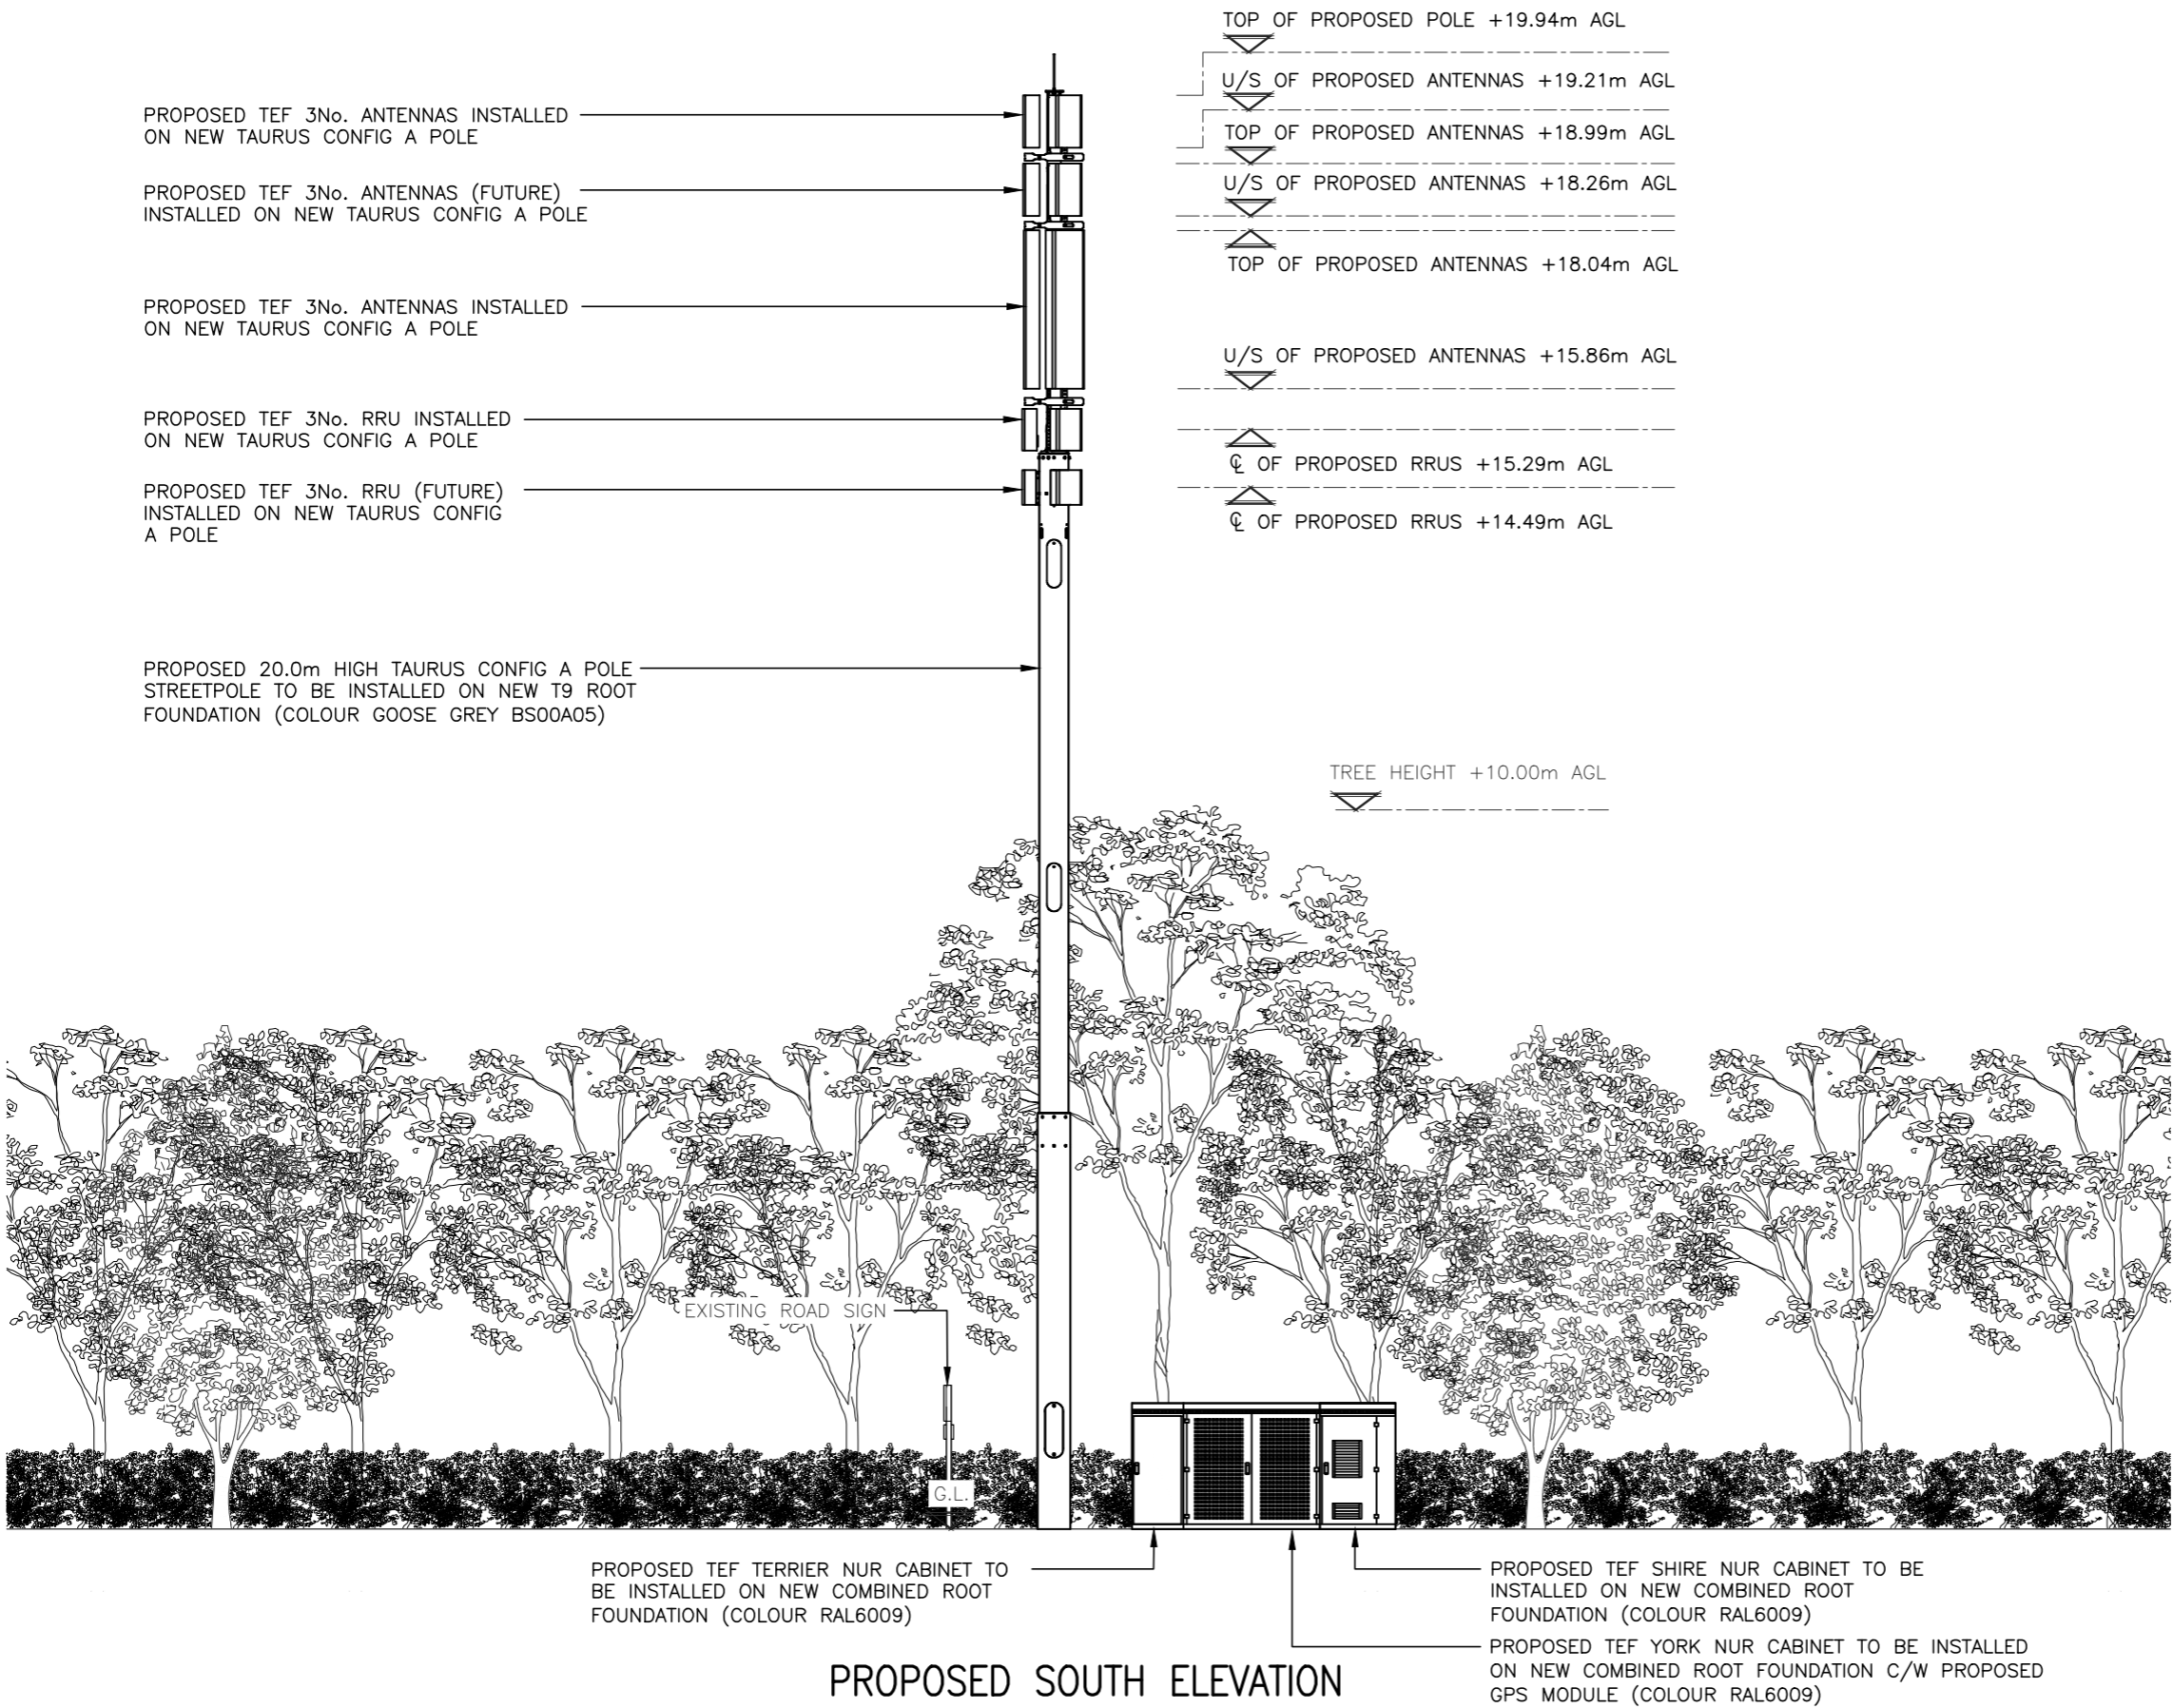 TOP OF PROPOSED POLE +19.94m AGL
U/S OF PROPOSED ANTENNAS +19.21m AGL
PROPOSED TEF 3No. ANTENNAS INSTALLED
ON NEW TAURUS CONFIG A POLE
TOP OF PROPOSED ANTENNAS +18.99m AGL
U/S OF PROPOSED ANTENNAS +18.26m AGL
PROPOSED TEF 3No. ANTENNAS (FUTURE)
INSTALLED ON NEW TAURUS CONFIG A POLE
TOP OF PROPOSED ANTENNAS +18.04m AGL
PROPOSED TEF 3No. ANTENNAS INSTALLED
ON NEW TAURUS CONFIG A POLE
U/S OF PROPOSED ANTENNAS +15.86m AGL
PROPOSED TEF 3No. RRU INSTALLED
ON NEW TAURUS CONFIG A POLE
℄ OF PROPOSED RRUS +15.29m AGL
PROPOSED TEF 3No. RRU (FUTURE)
INSTALLED ON NEW TAURUS CONFIG
A POLE
℄ OF PROPOSED RRUS +14.49m AGL
PROPOSED 20.0m HIGH TAURUS CONFIG A POLE
STREETPOLE TO BE INSTALLED ON NEW T9 ROOT
FOUNDATION (COLOUR GOOSE GREY BS00A05)
TREE HEIGHT +10.00m AGL
EXISTING ROAD SIGN
G.L.
PROPOSED TEF TERRIER NUR CABINET TO
BE INSTALLED ON NEW COMBINED ROOT
FOUNDATION (COLOUR RAL6009)
PROPOSED TEF SHIRE NUR CABINET TO BE
INSTALLED ON NEW COMBINED ROOT
FOUNDATION (COLOUR RAL6009)
PROPOSED TEF YORK NUR CABINET TO BE INSTALLED
ON NEW COMBINED ROOT FOUNDATION C/W PROPOSED
GPS MODULE (COLOUR RAL6009)
PROPOSED SOUTH ELEVATION